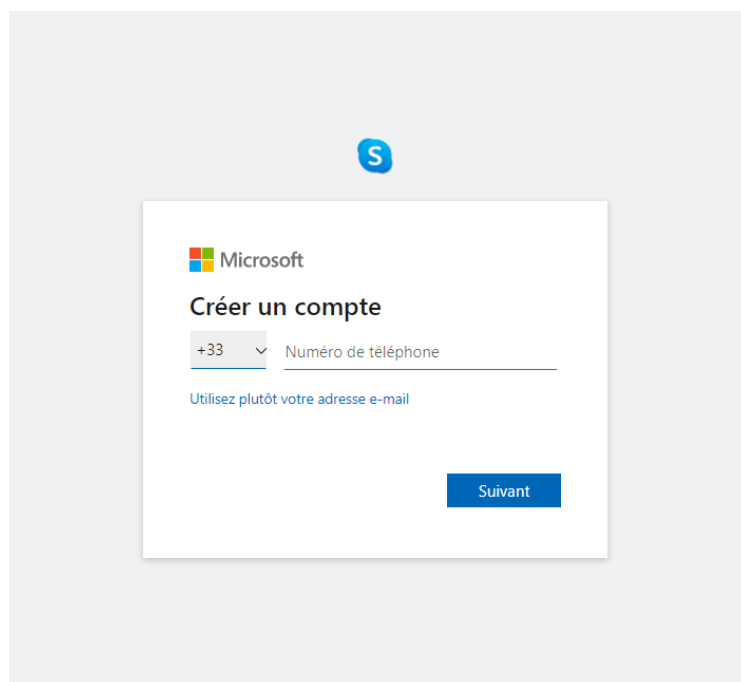 S
Microsoft
Créer un compte
+33
Numéro de téléphone
Utilisez plutôt votre adresse e-mail
Suivant